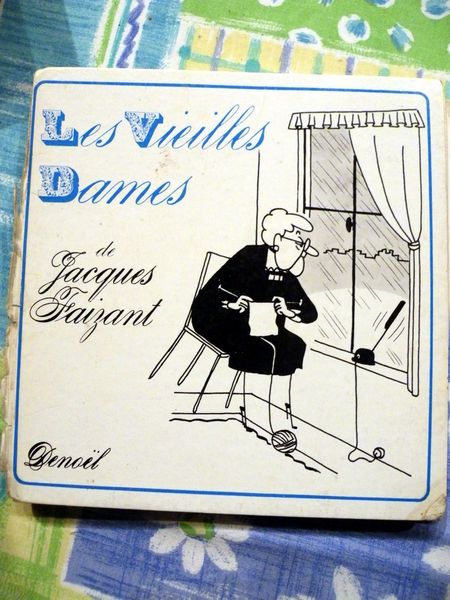 Les Vieilles
Dames
de
Jacques
Faizant
Denoël